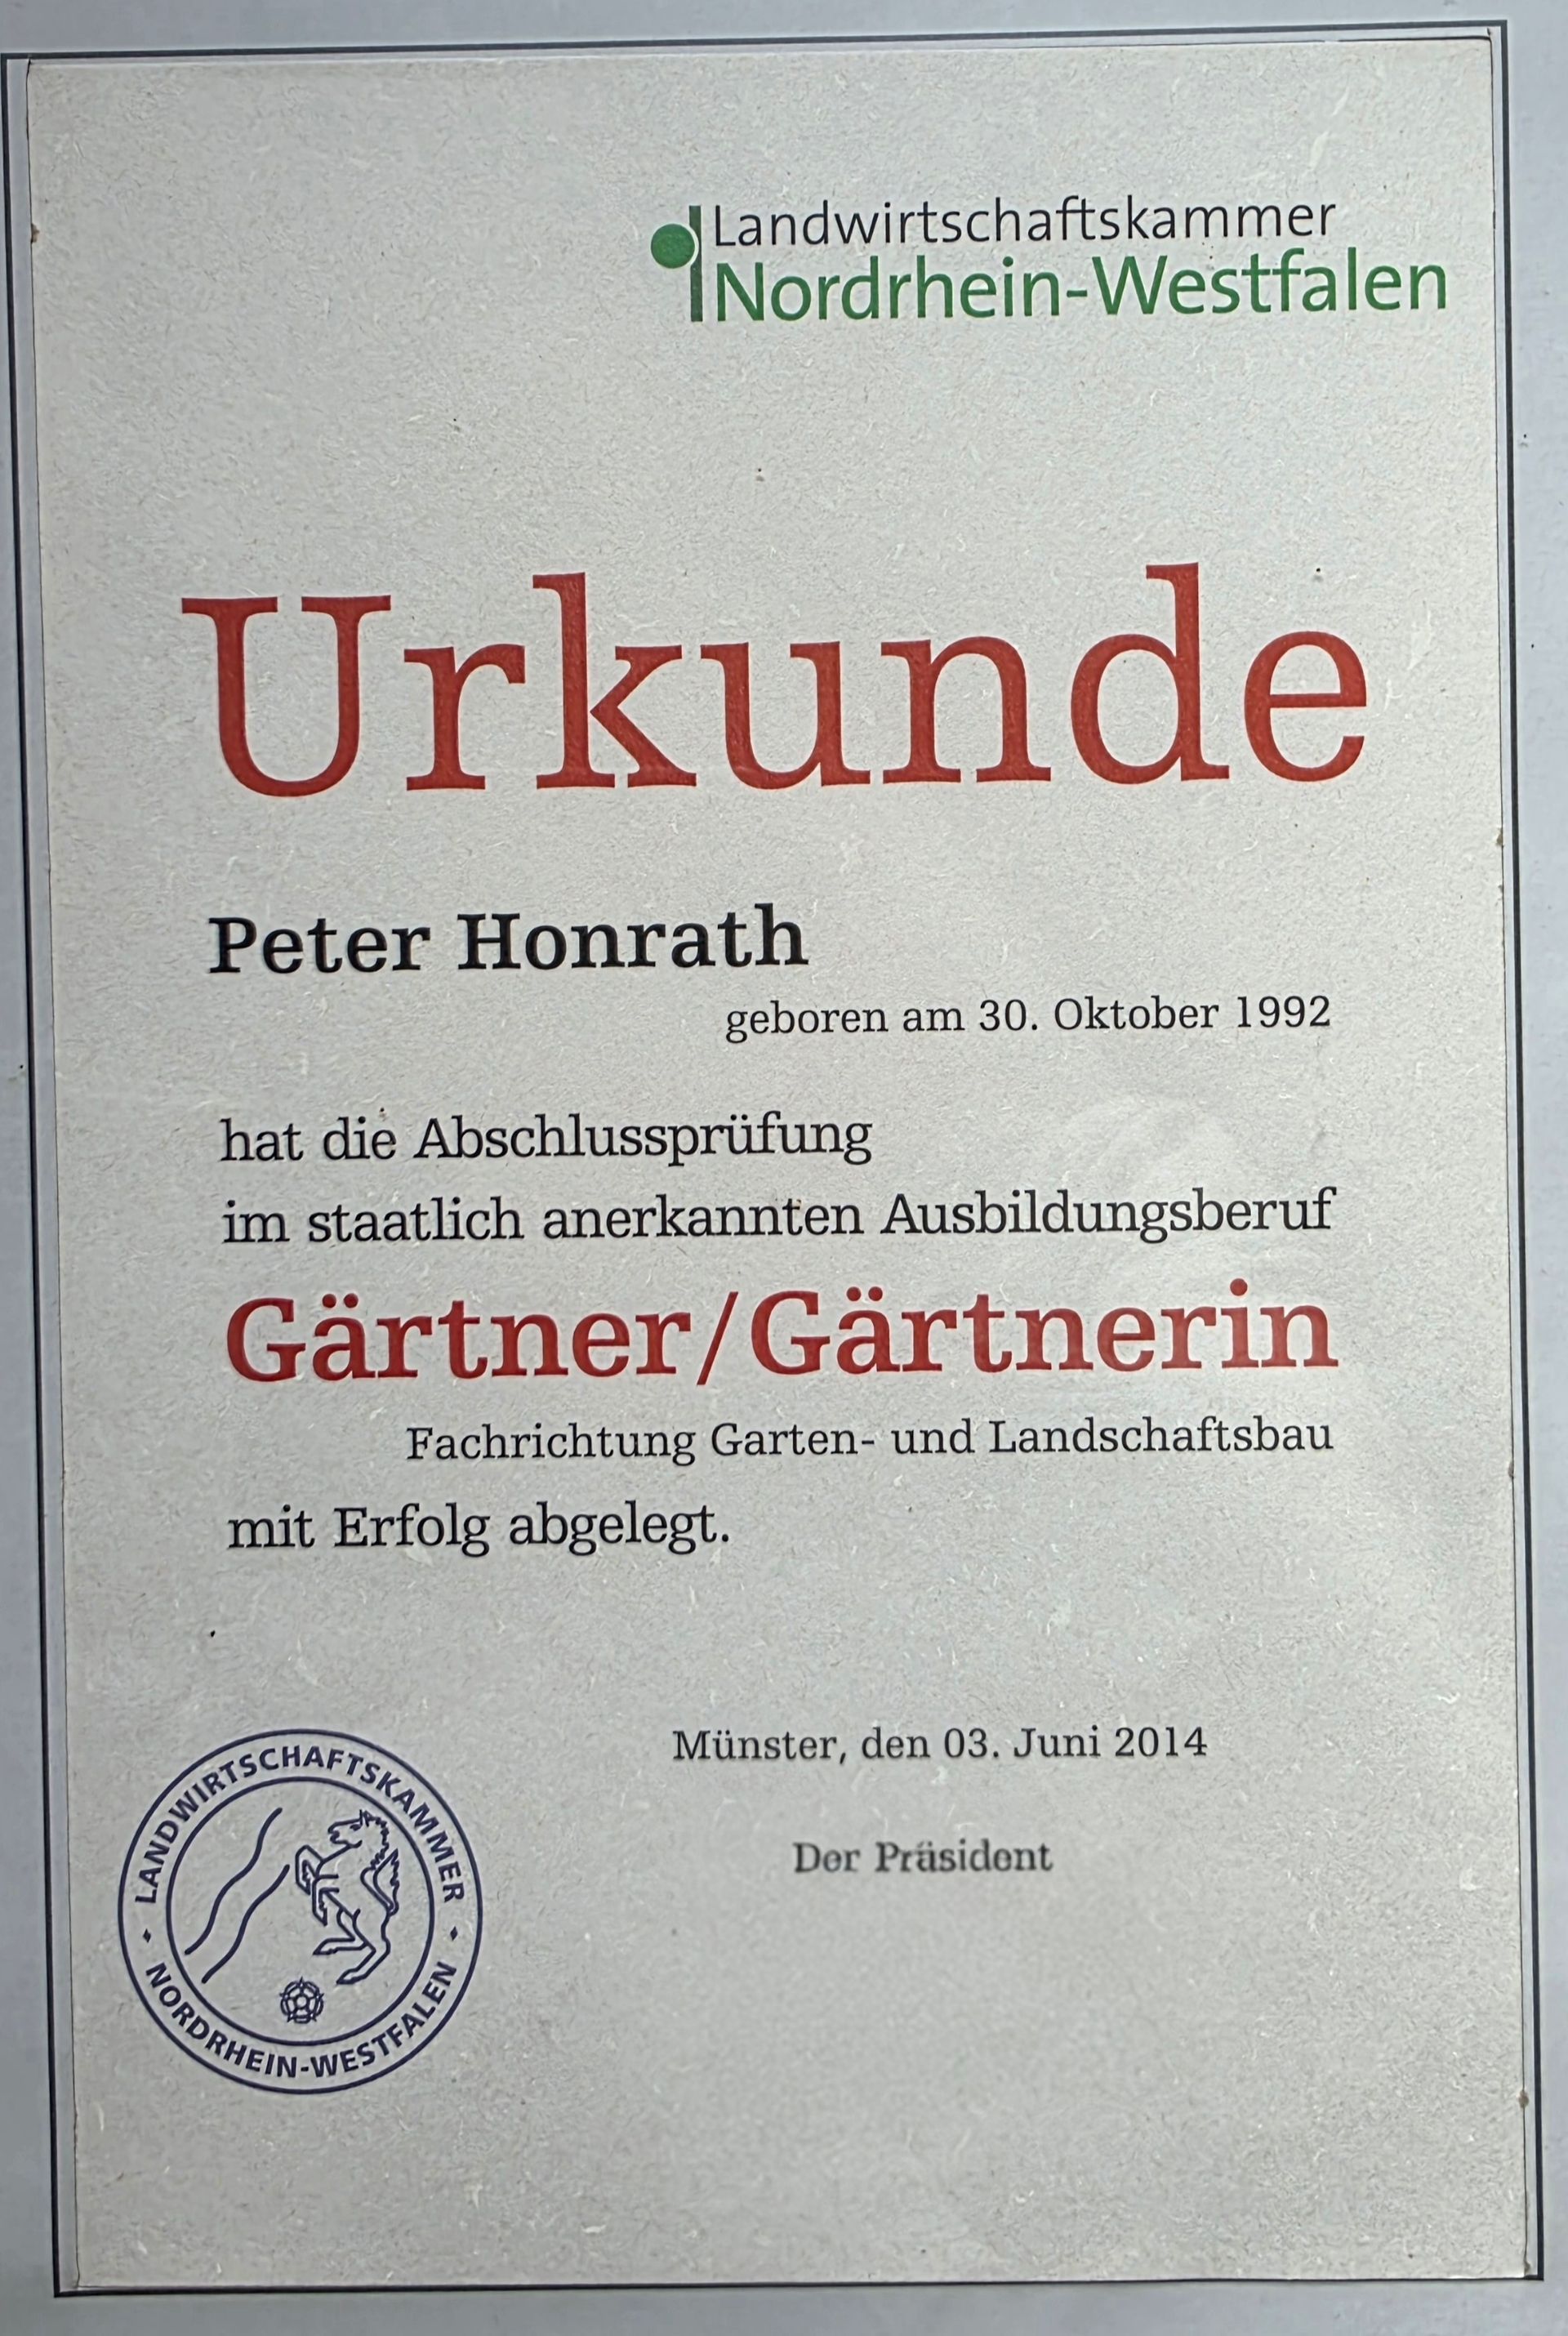 Landwirtschaftskammer
Nordrhein-Westfalen
Urkunde
Peter Honrath
geboren am 30. Oktober 1992
hat die Abschlussprüfung
im staatlich anerkannten Ausbildungsberuf
Gärtner/Gärtnerin
Fachrichtung Garten- und Landschaftsbau
mit Erfolg abgelegt.
Münster, den 03. Juni 2014
Der Präsident
LANDWIRTSCHAFTSKAMMER
NORDRHEIN-WESTFALEN